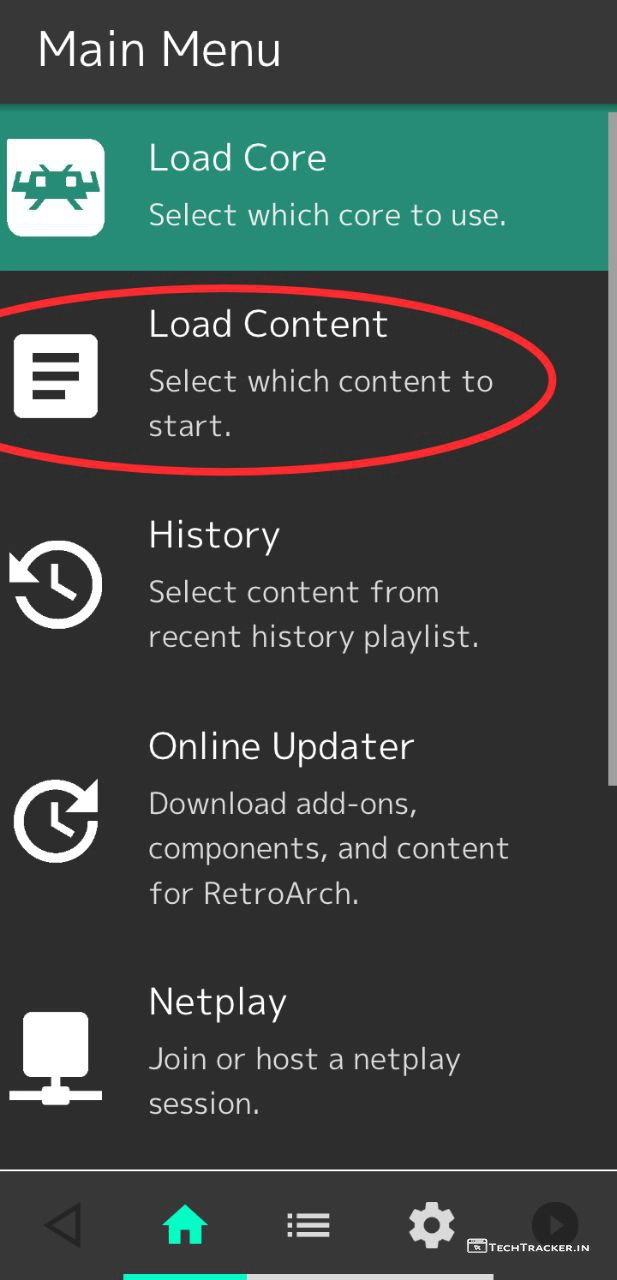 Main Menu
Load Core
Select which core to use.
Load Content
Select which content to
start.
History
Select content from
recent history playlist.
Online Updater
Download add-ons,
components, and content
for RetroArch.
Netplay
Join or host a netplay
session.
TECHTRACKER.IN